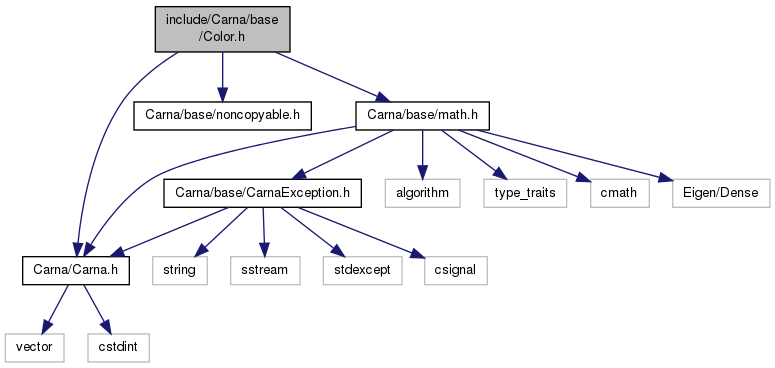 include/Carna/base
/Color.h
Carna/base/noncopyable.h
Carna/base/math.h
Carna/base/CarnaException.h
algorithm
type_traits
cmath
Eigen/Dense
Carna/Carna.h
string
sstream
stdexcept
csignal
vector
cstdint